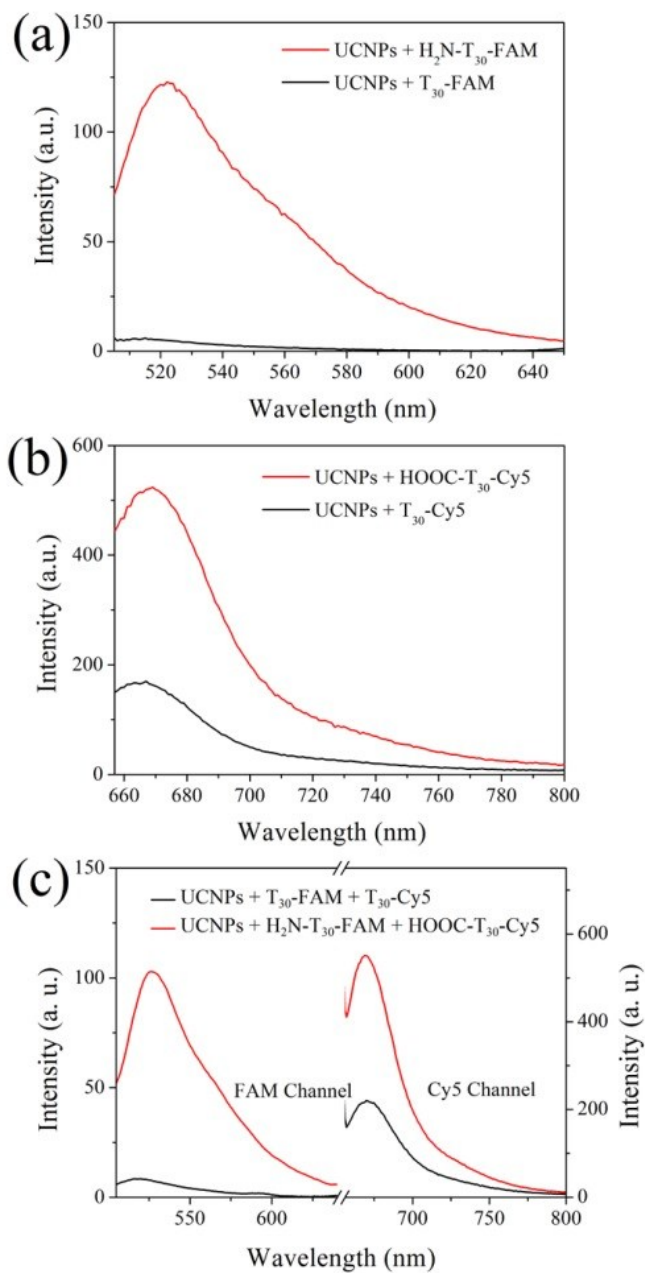 (a)
UCNPs + H₂N-T₃₀-FAM
UCNPs + T₃₀-FAM
Intensity (a.u.)
150
100
50
0
520 540 560 580 600 620 640
Wavelength (nm)
(b)
UCNPs + HOOC-T₃₀-Cy5
UCNPs + T₃₀-Cy5
Intensity (a.u.)
600
400
200
0
660 680 700 720 740 760 780 800
Wavelength (nm)
(c)
UCNPs + T₃₀-FAM + T₃₀-Cy5
UCNPs + H₂N-T₃₀-FAM + HOOC-T₃₀-Cy5
Intensity (a. u.)
150
100
50
0
FAM Channel
Cy5 Channel
600
400
200
0
Intensity (a. u.)
550 600 700 750 800
Wavelength (nm)